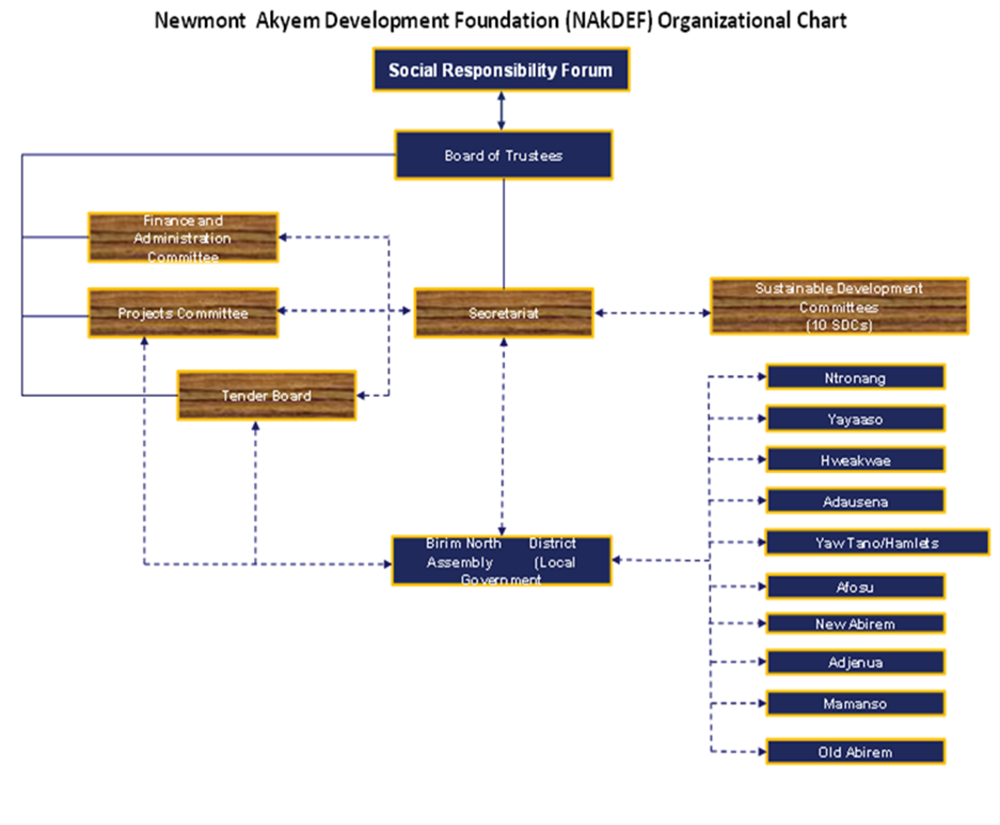 Newmont Akyem Development Foundation (NAkDEF) Organizational Chart
Social Responsibility Forum
Board of Trustees
Finance and
Administration
Committee
Projects Committee
Secretariat
Sustainable Development
Committees
(10 SDCs)
Tender Board
Ntronang
Yayaaso
Hweakwae
Adausena
Yaw Tano/Hamlets
Birim North District
Assembly (Local
Government
Afosu
New Abirem
Adjenua
Mamanso
Old Abirem